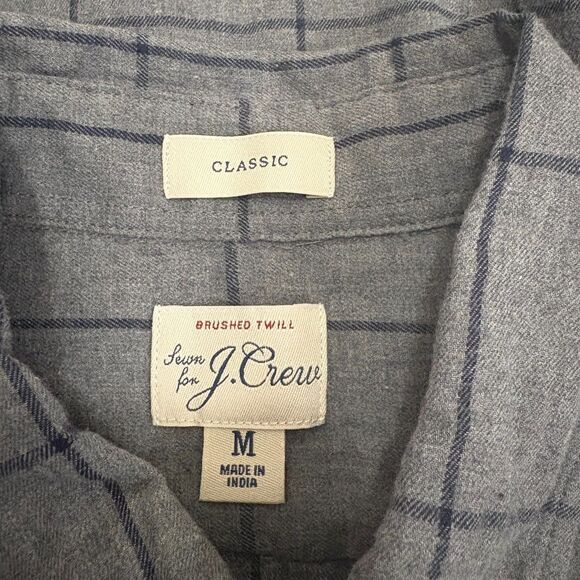 CLASSIC
BRUSHED TWILL
Sewn
for J.Crew
M
MADE IN
INDIA